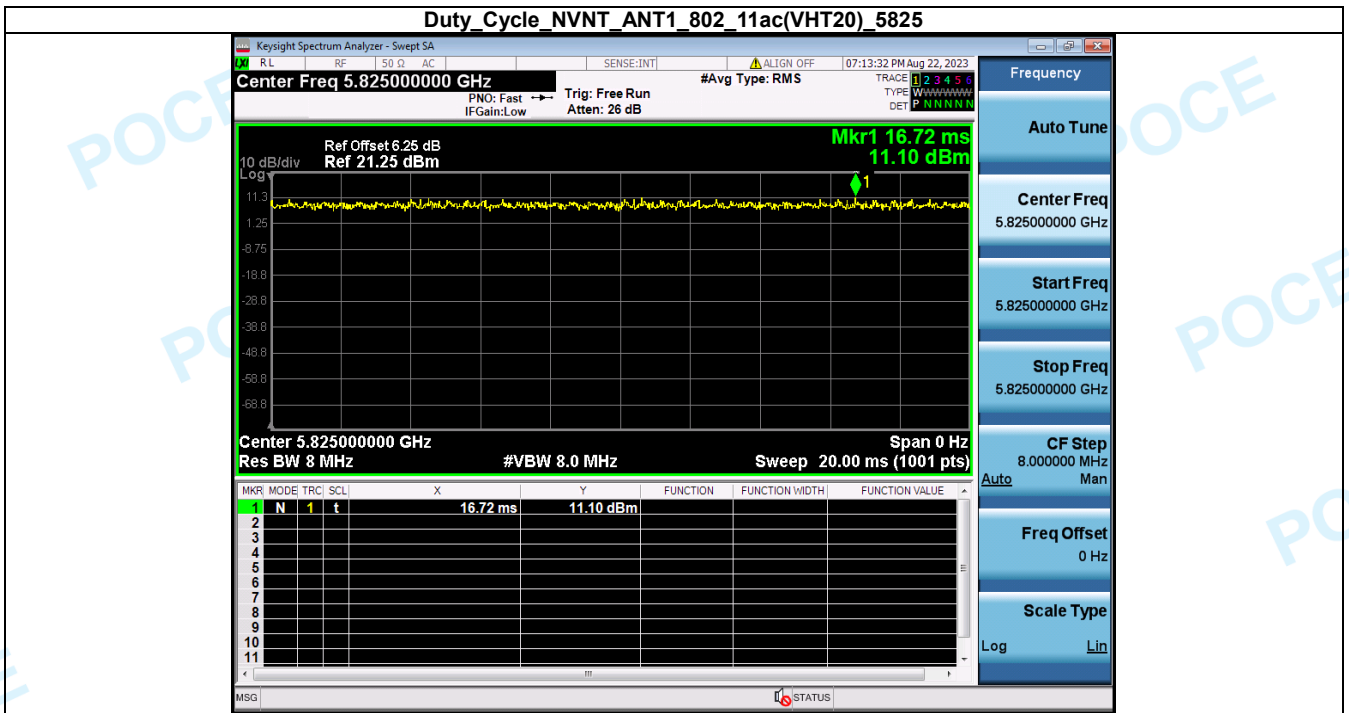 Duty_Cycle_NVNT_ANT1_802_11ac(VHT20)_5825
Keysight Spectrum Analyzer - Swept SA
LXI RL RF 50 Ω AC SENSE:INT ALIGN OFF 07:13:32 PM Aug 22, 2023
Center Freq 5.825000000 GHz
PNO: Fast
IFGain:Low
Trig: Free Run
Atten: 26 dB
#Avg Type: RMS
TRACE 1 2 3 4 5 6
TYPE WWWWWW
DET P N N N N N
Ref Offset 6.25 dB
10 dB/div Ref 21.25 dBm
Log
Mkr1 16.72 ms
11.10 dBm
1
11.3
1.25
-8.75
-18.8
-28.8
-38.8
-48.8
-58.8
-68.8
Center 5.825000000 GHz Span 0 Hz
Res BW 8 MHz #VBW 8.0 MHz Sweep 20.00 ms (1001 pts)
MKR MODE TRC SCL X Y FUNCTION FUNCTION WIDTH FUNCTION VALUE
1 N 1 t 16.72 ms 11.10 dBm
2
3
4
5
6
7
8
9
10
11
MSG STATUS
Frequency
Auto Tune
Center Freq
5.825000000 GHz
Start Freq
5.825000000 GHz
Stop Freq
5.825000000 GHz
CF Step
8.000000 MHz
Auto Man
Freq Offset
0 Hz
Scale Type
Log Lin
POCE
POCE
POCE